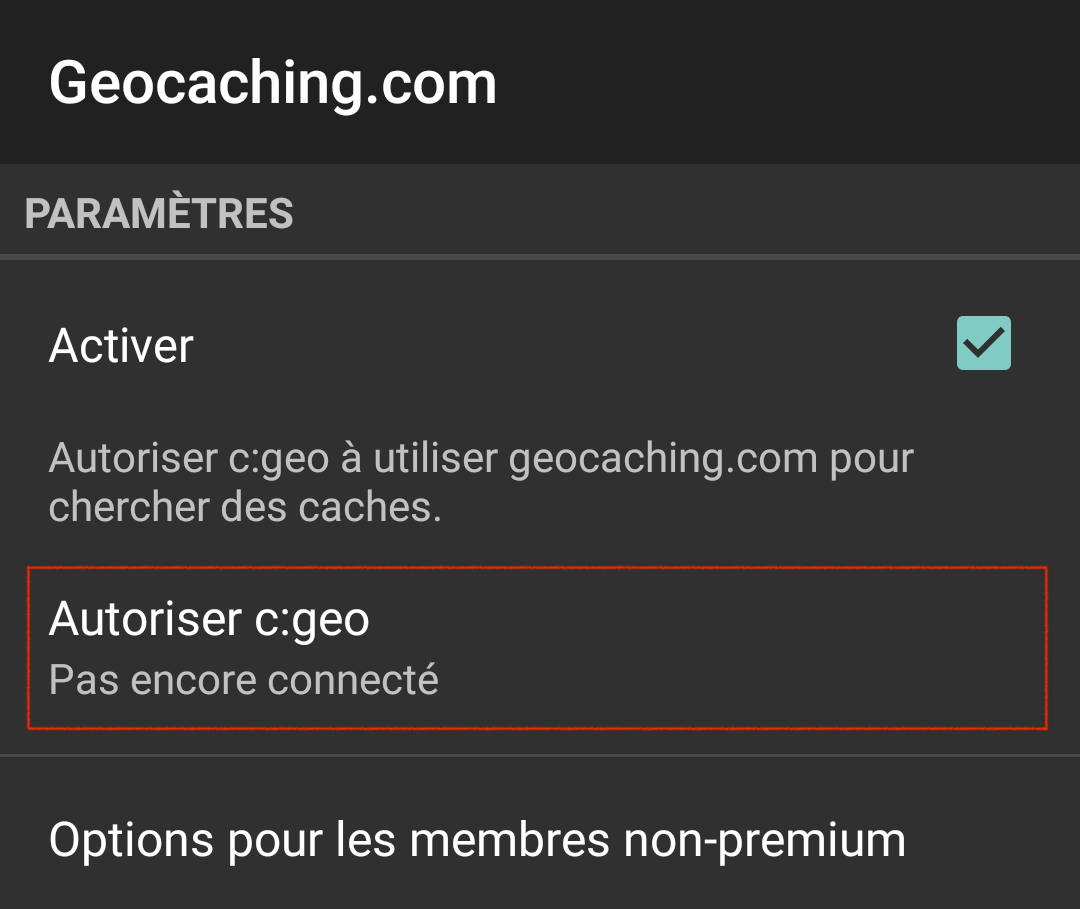 Geocaching.com
PARAMÈTRES
Activer
Autoriser c:geo à utiliser geocaching.com pour
chercher des caches.
Autoriser c:geo
Pas encore connecté
Options pour les membres non-premium